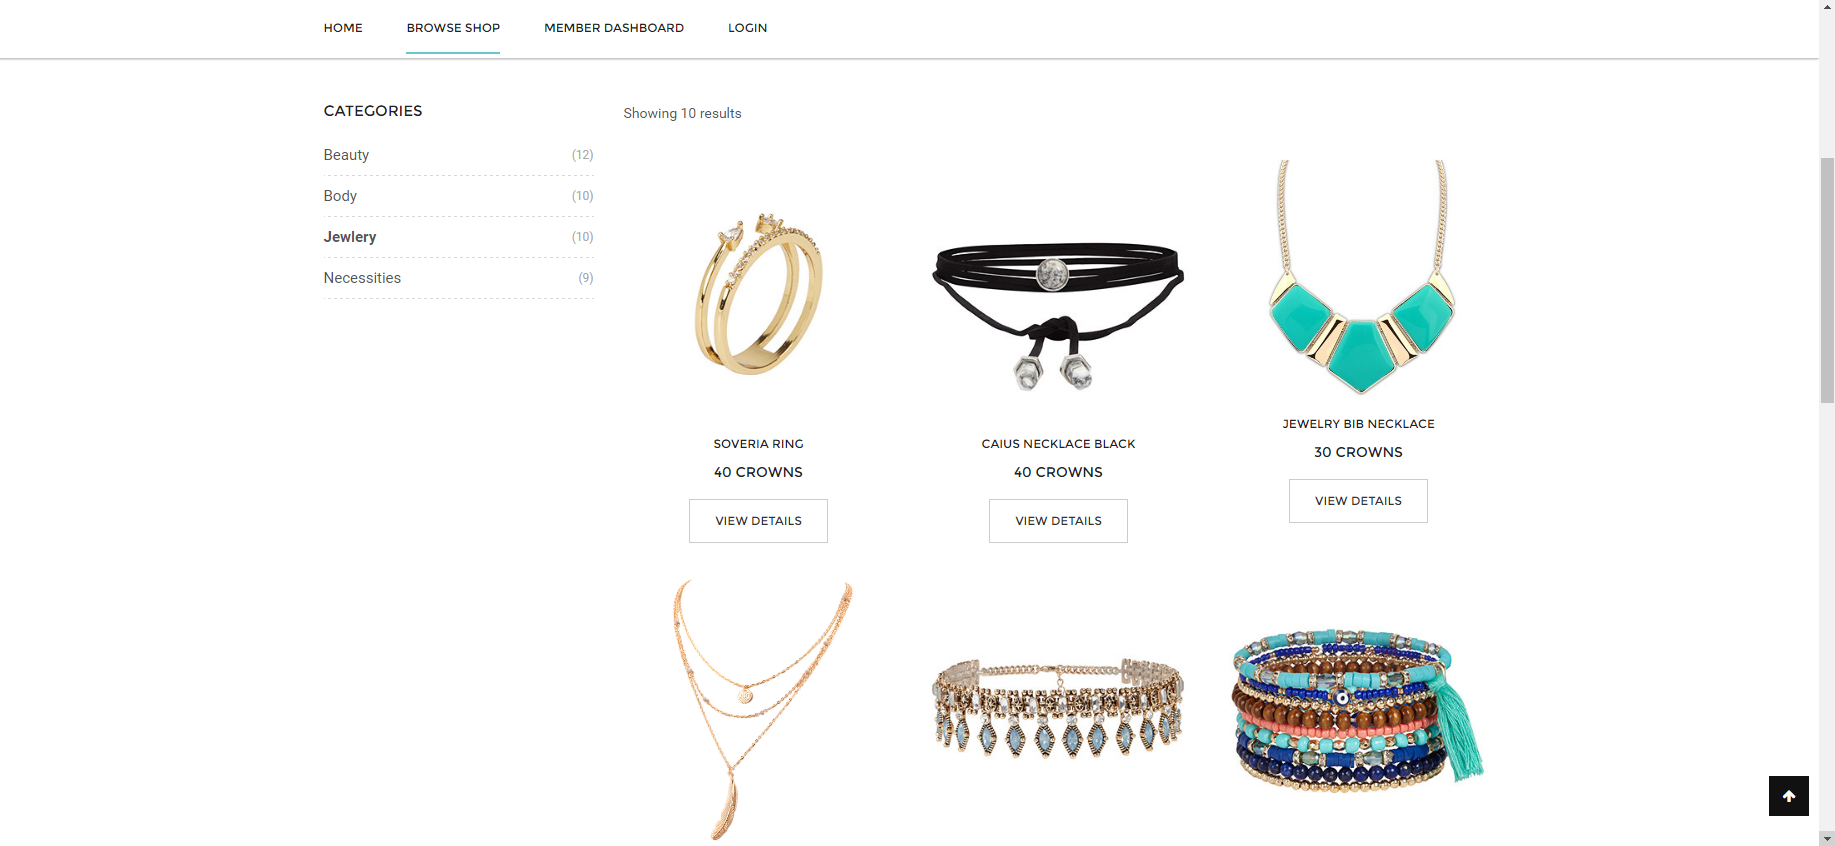 HOME BROWSE SHOP MEMBER DASHBOARD LOGIN
CATEGORIES
Beauty (12)
Body (10)
Jewlery (10)
Necessities (9)
Showing 10 results
SOVERIA RING
40 CROWNS
VIEW DETAILS
CAIUS NECKLACE BLACK
40 CROWNS
VIEW DETAILS
JEWELRY BIB NECKLACE
30 CROWNS
VIEW DETAILS